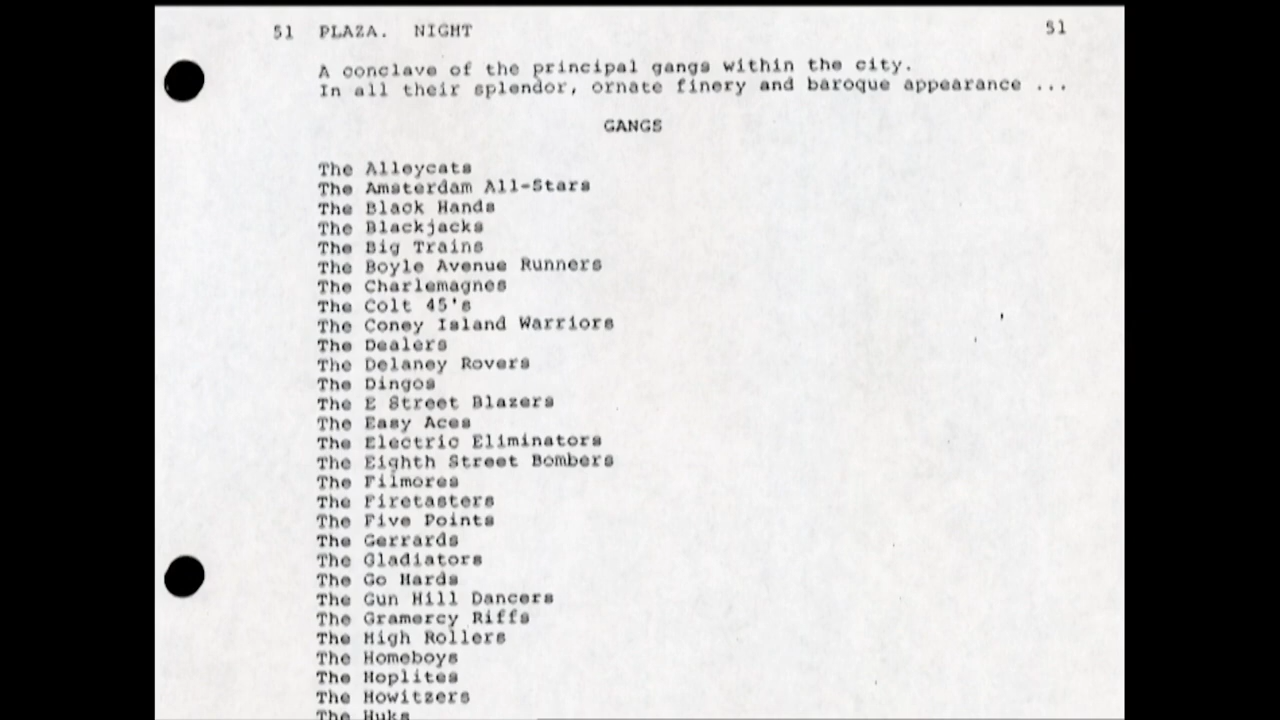 51 PLAZA. NIGHT 51
A conclave of the principal gangs within the city.
In all their splendor, ornate finery and baroque appearance ...
GANGS
The Alleycats
The Amsterdam All-Stars
The Black Hands
The Blackjacks
The Big Trains
The Boyle Avenue Runners
The Charlemagnes
The Colt 45's
The Coney Island Warriors
The Dealers
The Delaney Rovers
The Dingos
The E Street Blazers
The Easy Aces
The Electric Eliminators
The Eighth Street Bombers
The Filmores
The Firetasters
The Five Points
The Gerrards
The Gladiators
The Go Hards
The Gun Hill Dancers
The Gramercy Riffs
The High Rollers
The Homeboys
The Hoplites
The Howitzers
The Huks